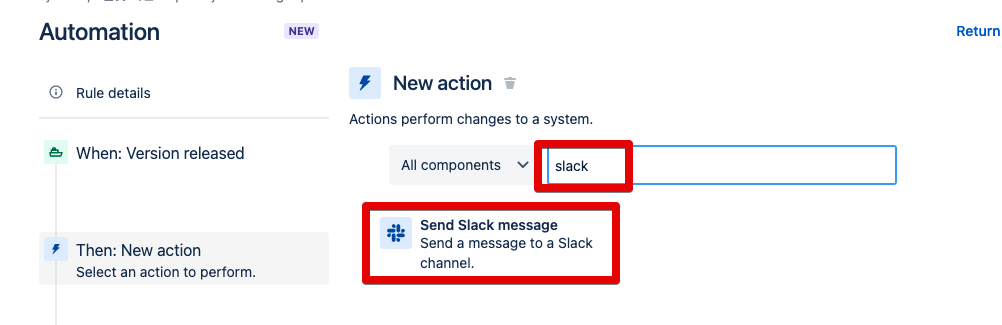 Automation
NEW
Return
Rule details
New action
Actions perform changes to a system.
When: Version released
All components
slack
Send Slack message
Send a message to a Slack
channel.
Then: New action
Select an action to perform.